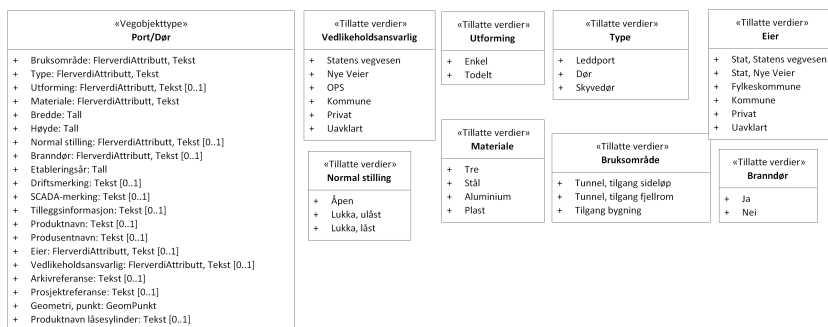 «Vegobjekttype»
Port/Dør
+ Bruksområde: FlerverdiAttributt, Tekst
+ Type: FlerverdiAttributt, Tekst
+ Utforming: FlerverdiAttributt, Tekst [0..1]
+ Materiale: FlerverdiAttributt, Tekst
+ Bredde: Tall
+ Høyde: Tall
+ Normal stilling: FlerverdiAttributt, Tekst [0..1]
+ Branndør: FlerverdiAttributt, Tekst [0..1]
+ Etableringsår: Tall
+ Driftsmerking: Tekst [0..1]
+ SCADA-merking: Tekst [0..1]
+ Tilleggsinformasjon: Tekst [0..1]
+ Produktnavn: Tekst [0..1]
+ Produsentnavn: Tekst [0..1]
+ Eier: FlerverdiAttributt, Tekst [0..1]
+ Vedlikeholdsansvarlig: FlerverdiAttributt, Tekst [0..1]
+ Arkivreferanse: Tekst [0..1]
+ Prosjektreferanse: Tekst [0..1]
+ Geometri, punkt: GeomPunkt
+ Produktnavn låsesylinder: Tekst [0..1]
«Tillatte verdier»
Vedlikeholdsansvarlig
+ Statens vegvesen
+ Nye Veier
+ OPS
+ Kommune
+ Privat
+ Uavklart
«Tillatte verdier»
Normal stilling
+ Åpen
+ Lukka, ulåst
+ Lukka, låst
«Tillatte verdier»
Utforming
+ Enkel
+ Todelt
«Tillatte verdier»
Materiale
+ Tre
+ Stål
+ Aluminium
+ Plast
«Tillatte verdier»
Type
+ Leddport
+ Dør
+ Skyvedør
«Tillatte verdier»
Bruksområde
+ Tunnel, tilgang sideløp
+ Tunnel, tilgang fjellrom
+ Tilgang bygning
«Tillatte verdier»
Eier
+ Stat, Statens vegvesen
+ Stat, Nye Veier
+ Fylkeskommune
+ Kommune
+ Privat
+ Uavklart
«Tillatte verdier»
Branndør
+ Ja
+ Nei